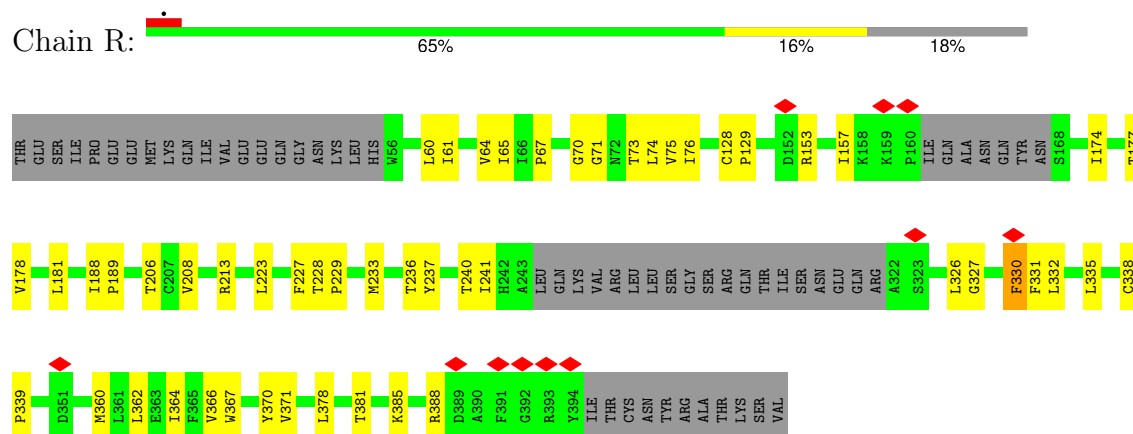 Chain R:
65% 16% 18%
THR GLU SER ILE PRO GLU GLU MET LYS GLN ILE VAL GLU GLU GLN GLY ASN LYS LEU HIS W56 L60 I61 V64 I65 I66 P67 G70 G71 N72 T73 L74 V75 I76 C128 P129 D152 R153 I157 K158 K159 P160 ILE GLN ALA ASN GLN TYR ASN S168 I174 T177
V178 L181 I188 P189 T206 C207 V208 R213 L223 F227 T228 P229 M233 T236 Y237 T240 I241 H242 A243 LEU GLN LYS VAL ARG LEU LEU SER GLY SER ARG GLN THR ILE SER ASN GLU GLN ARG A322 S323 L326 G327 F330 F331 L332 L335 C338
P339 D351 M360 L361 L362 E363 I364 F365 V366 W367 Y370 V371 L378 T381 K385 R388 D389 A390 F391 G392 R393 Y394 ILE THR CYS ASN TYR ARG ALA THR LYS SER VAL